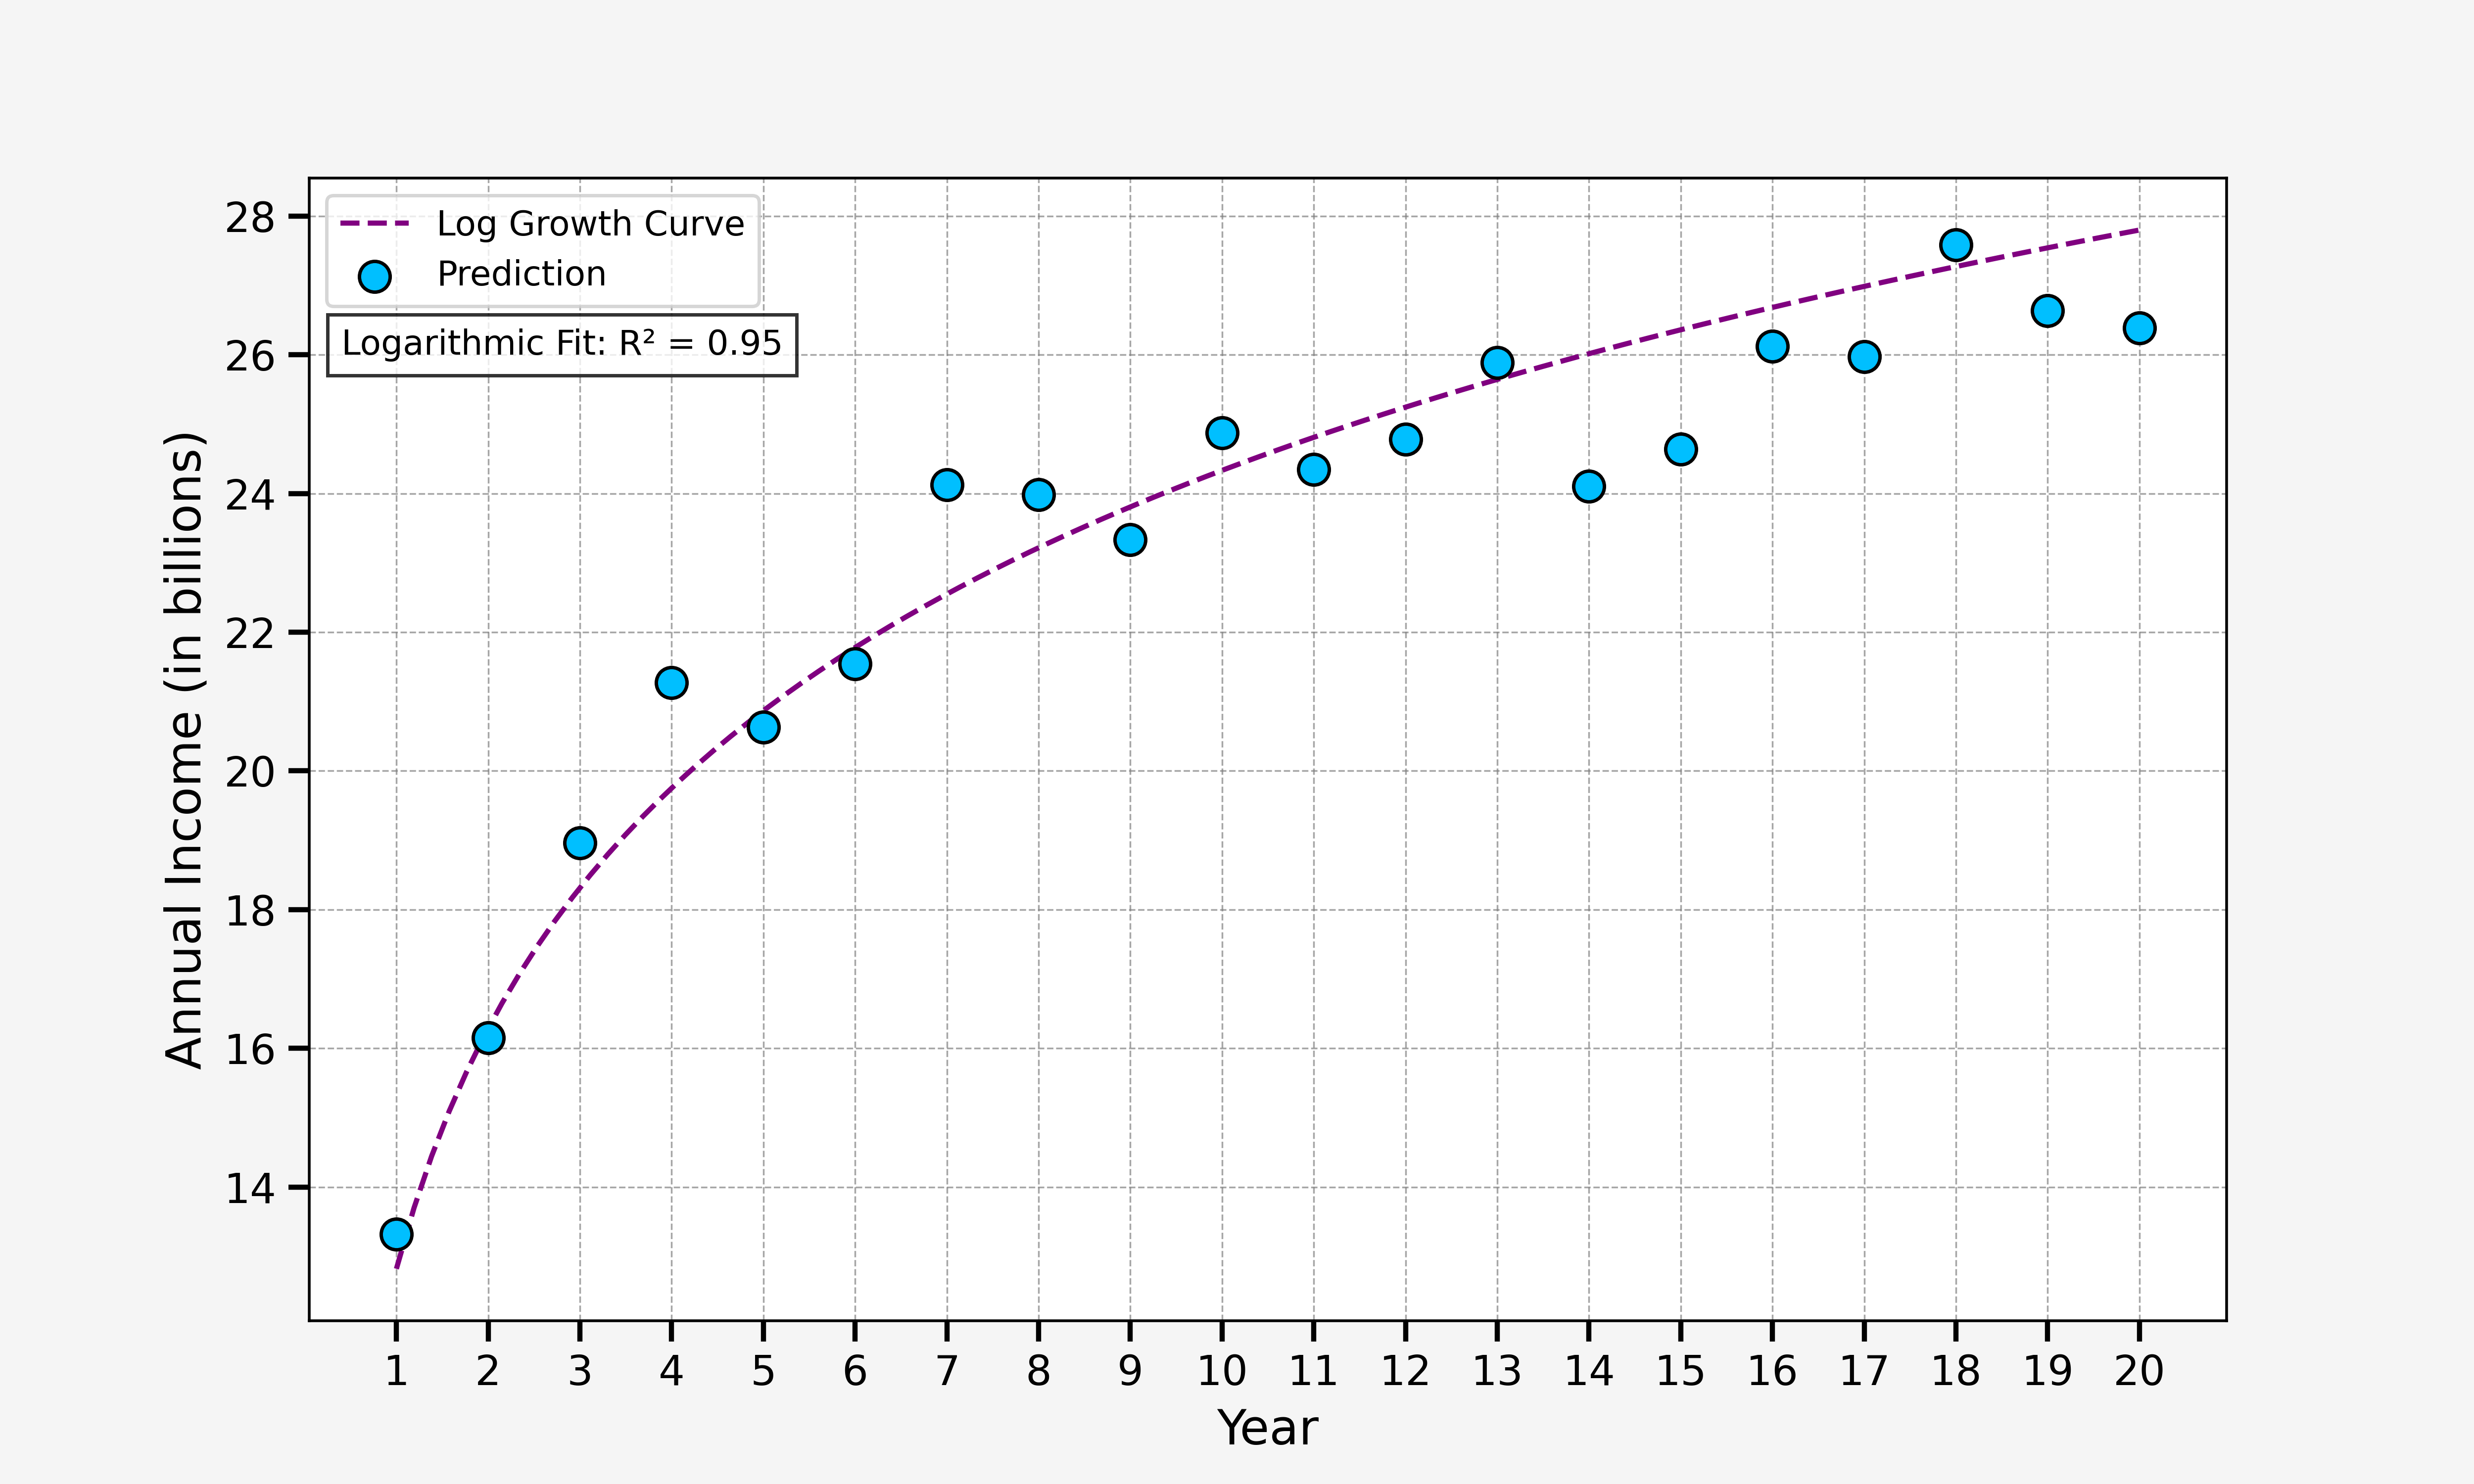 Log Growth Curve
Prediction
Logarithmic Fit: R² = 0.95
Annual Income (in billions)
28
26
24
22
20
18
16
14
1 2 3 4 5 6 7 8 9 10 11 12 13 14 15 16 17 18 19 20
Year